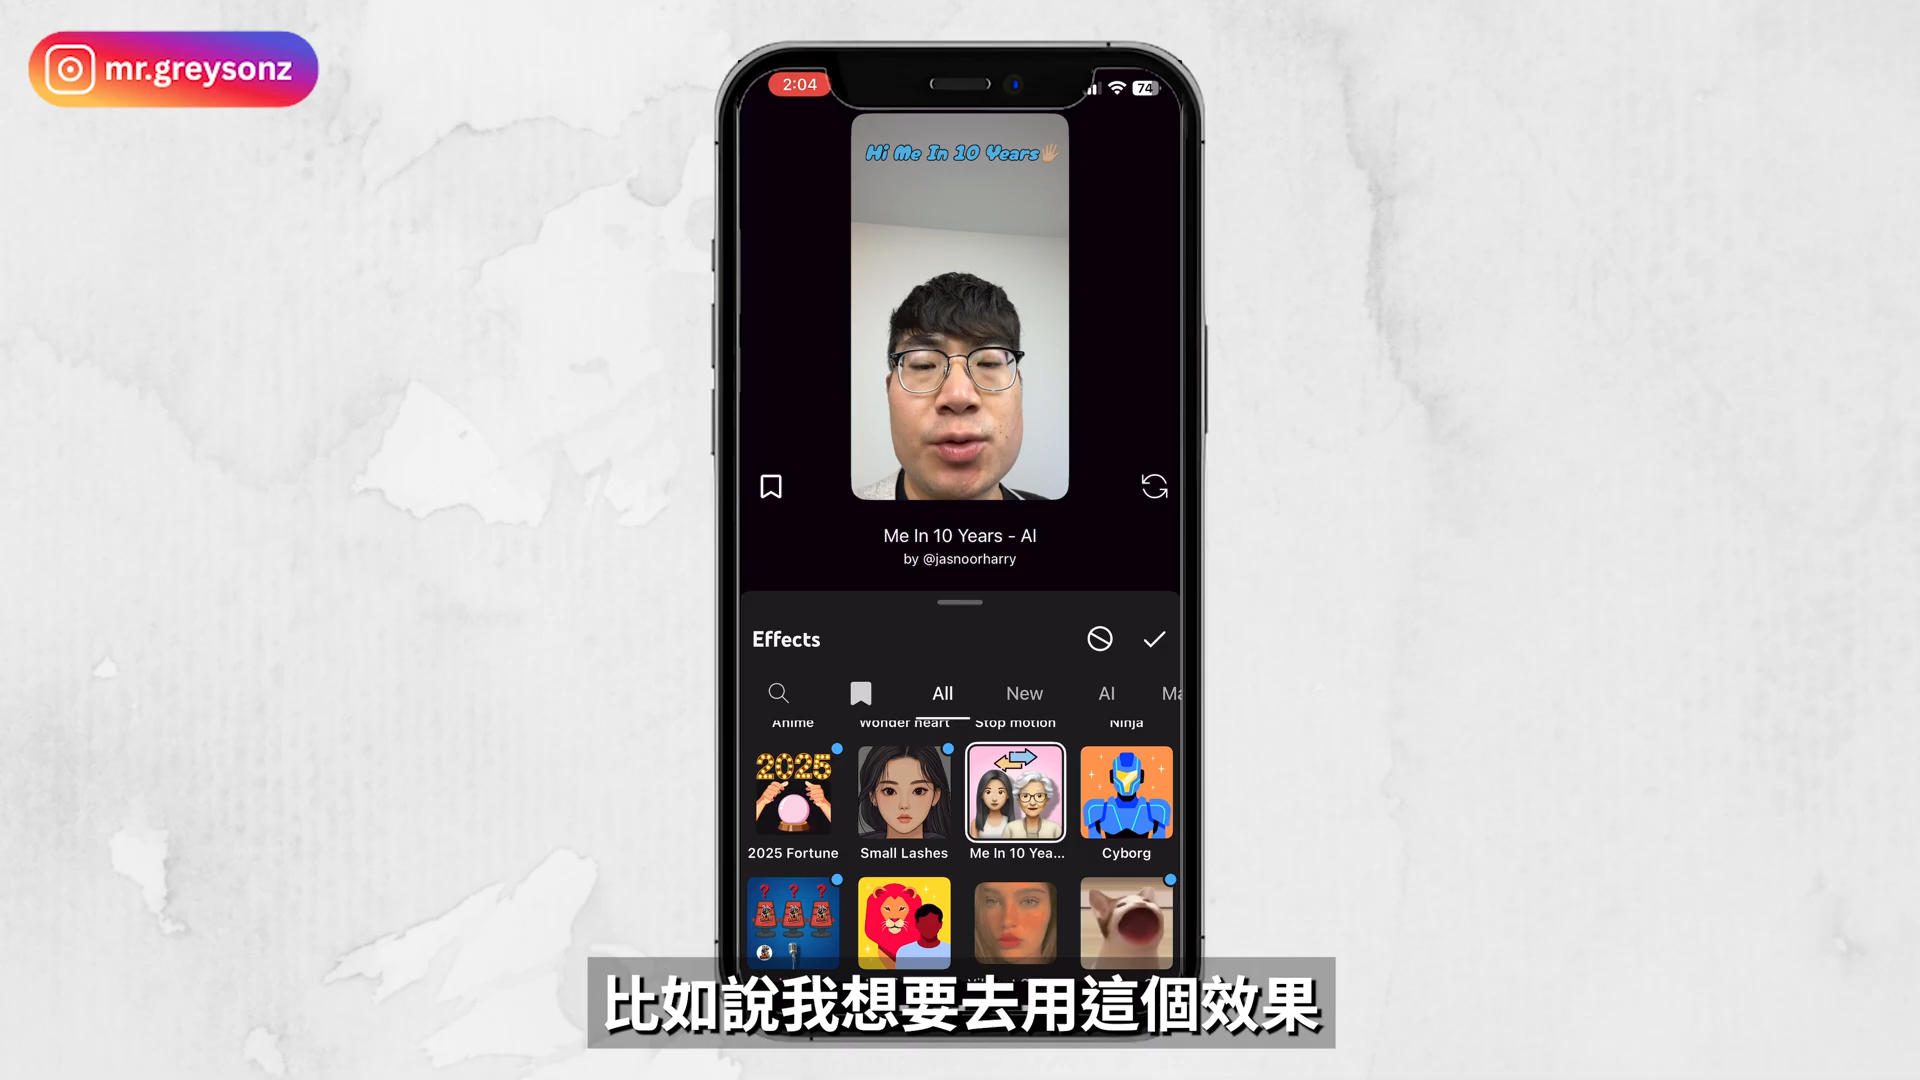 mr.greysonz
2:04
74
Hi Me In 10 Years
Me In 10 Years - AI
by @jasnoorharry
Effects
All New AI Ma
Anime Wonder heart Stop motion Ninja
2025
2025 Fortune Small Lashes Me In 10 Yea... Cyborg
? ? ?
比如說我想要去用這個效果